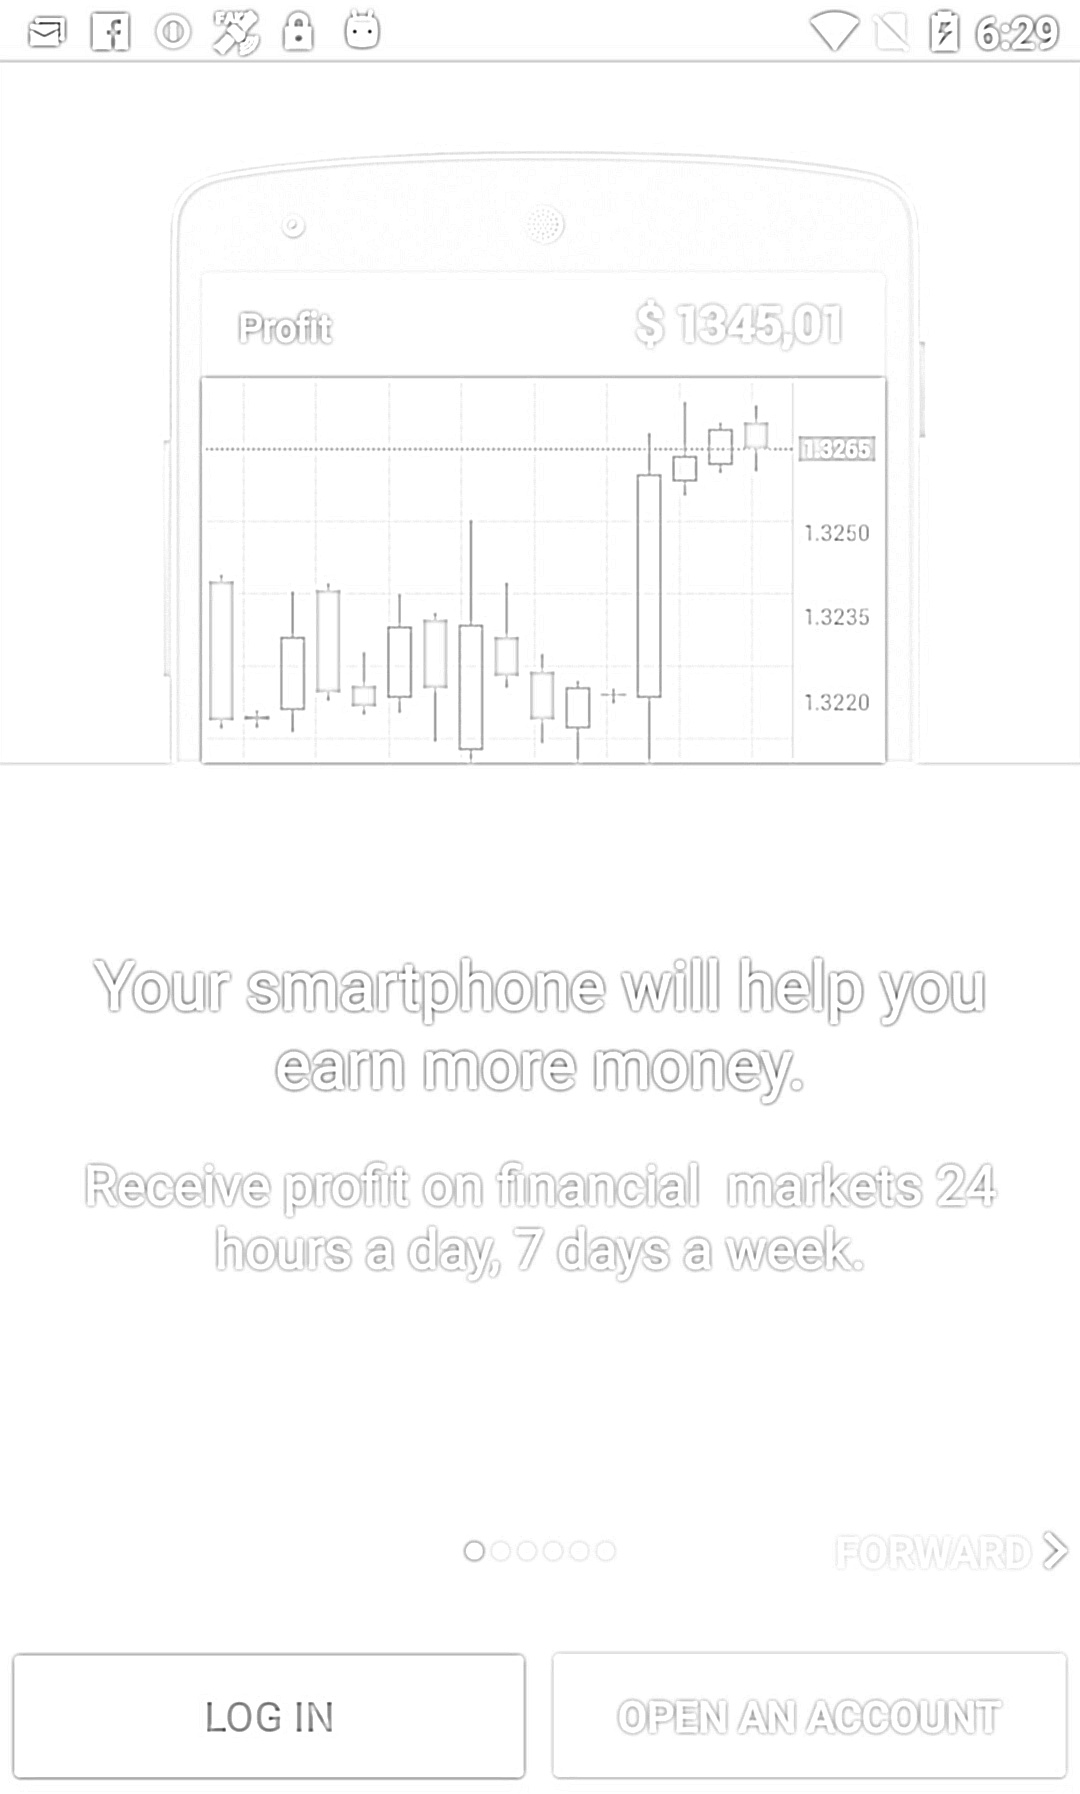 FAKE
6:29
Profit
$ 1345,01
1.3265
1.3250
1.3235
1.3220
Your smartphone will help you
earn more money.
Receive profit on financial markets 24
hours a day, 7 days a week.
FORWARD
LOG IN
OPEN AN ACCOUNT